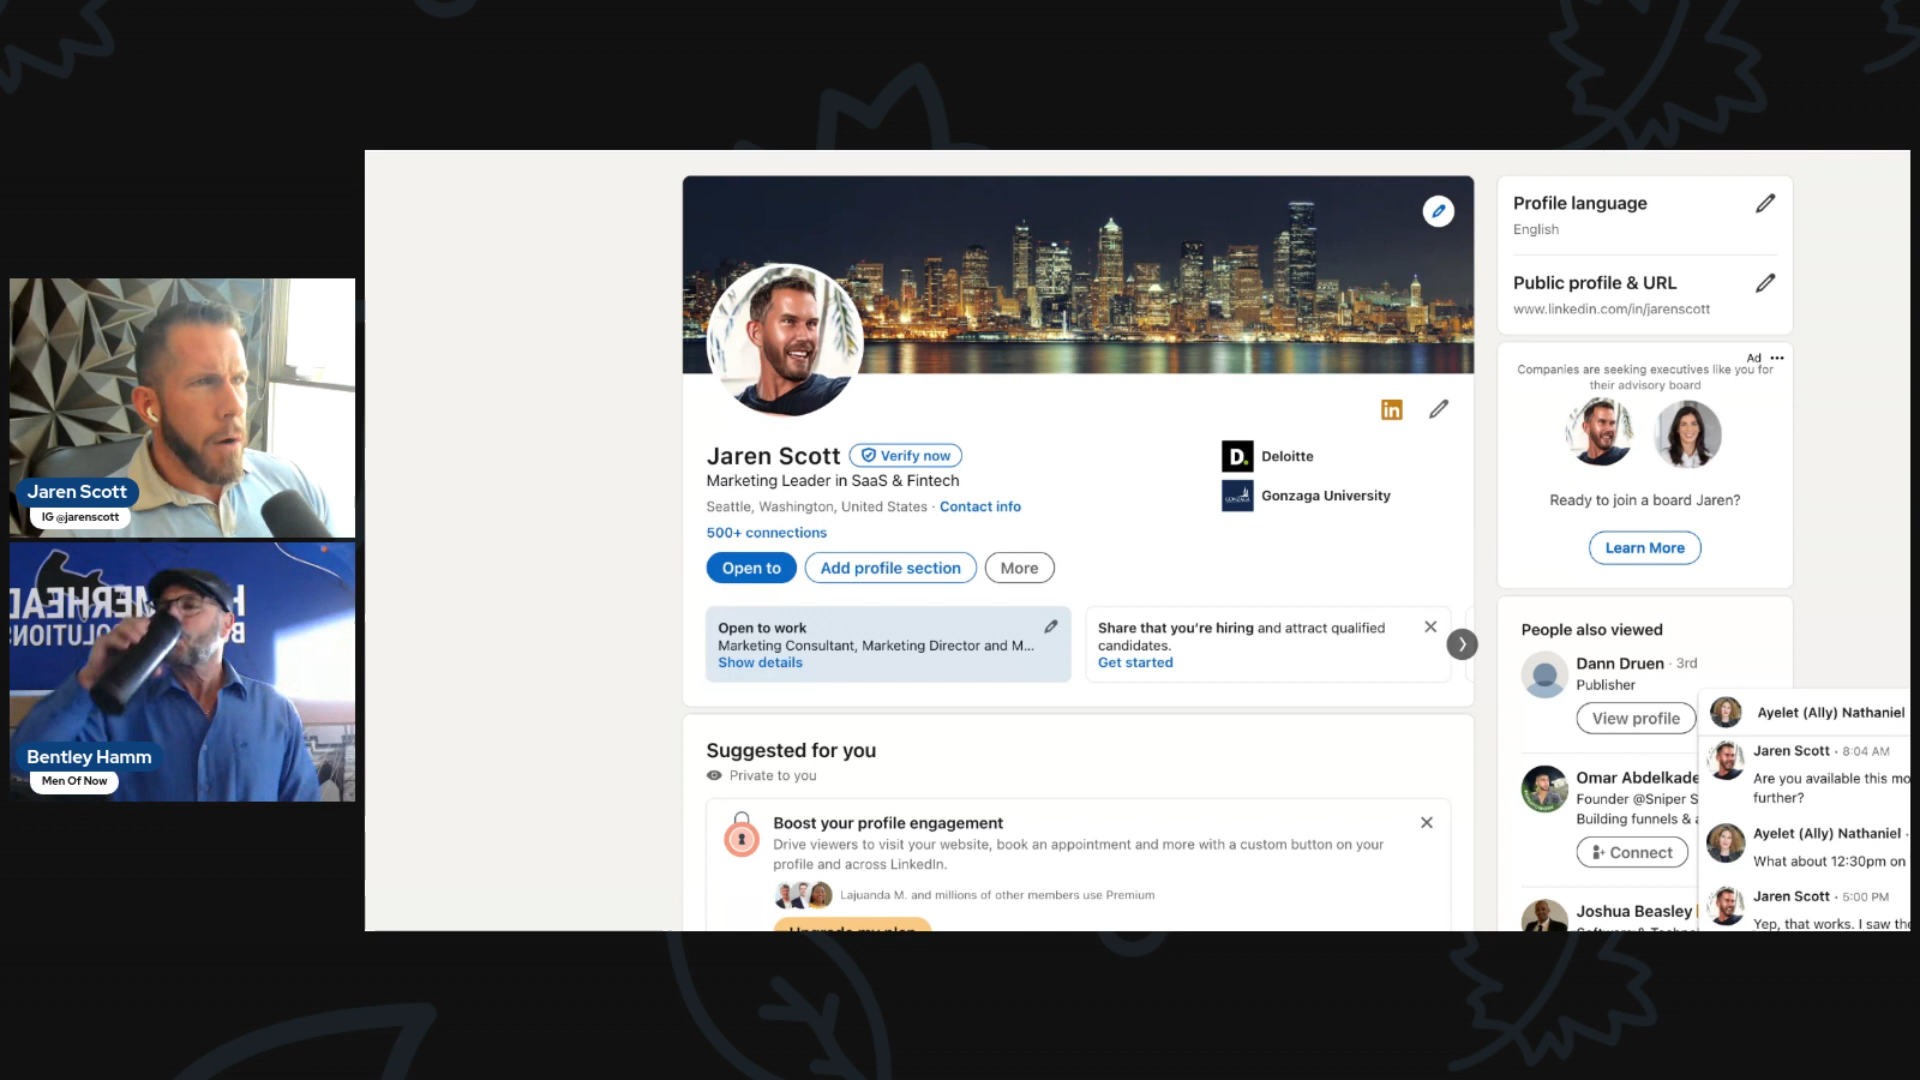 Jaren Scott
IG @jarenscott
Bentley Hamm
Men Of Now
Jaren Scott
Verify now
Marketing Leader in SaaS & Fintech
Seattle, Washington, United States · Contact info
500+ connections
Open to
Add profile section
More
Deloitte
Gonzaga University
Open to work
Marketing Consultant, Marketing Director and M...
Show details
Share that you're hiring and attract qualified
candidates.
Get started
Suggested for you
Private to you
Boost your profile engagement
Drive viewers to visit your website, book an appointment and more with a custom button on your
profile and across LinkedIn.
Lajuanda M. and millions of other members use Premium
Upgrade my plan
Profile language
English
Public profile & URL
www.linkedin.com/in/jarenscott
Ad
Companies are seeking executives like you for
their advisory board
Ready to join a board Jaren?
Learn More
People also viewed
Dann Druen · 3rd
Publisher
View profile
Omar Abdelkade
Founder @Sniper S
Building funnels &
Connect
Joshua Beasley
Ayelet (Ally) Nathaniel
Jaren Scott • 8:04 AM
Are you available this mo
further?
Ayelet (Ally) Nathaniel
What about 12:30pm on
Jaren Scott • 5:00 PM
Yep, that works. I saw the